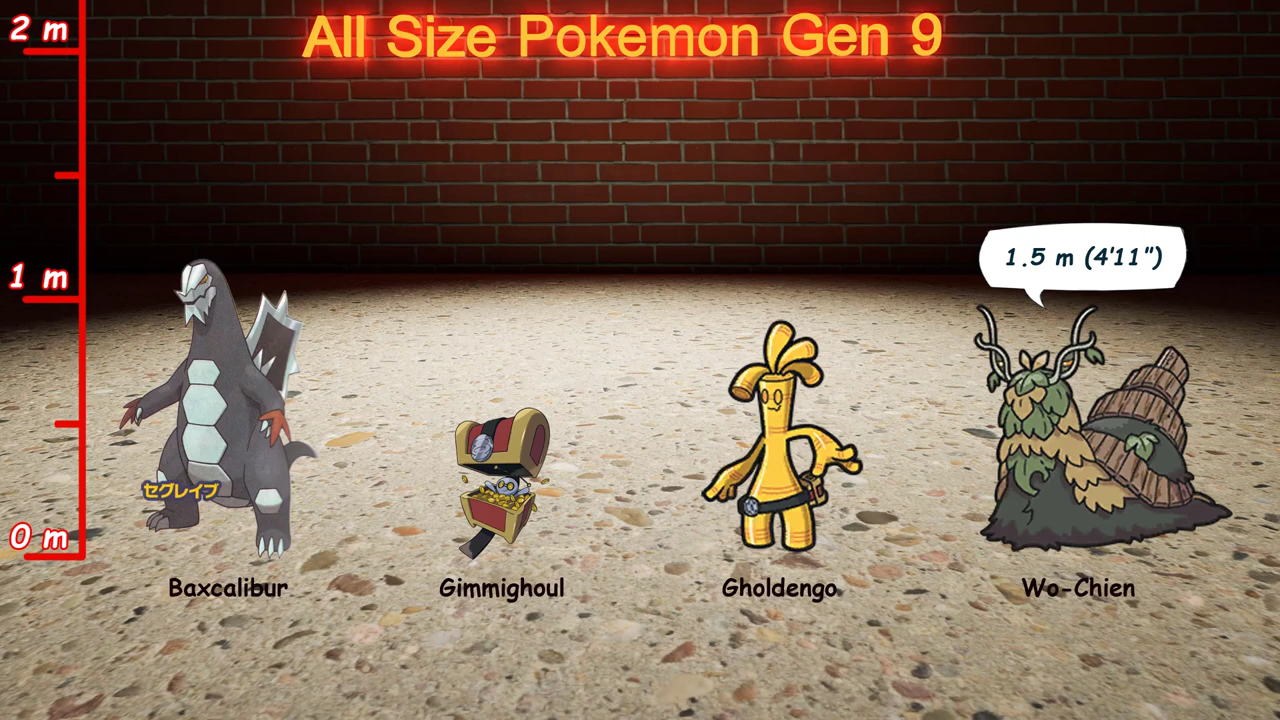 All Size Pokemon Gen 9
2 m
1 m
0 m
1.5 m (4'11")
セグレイブ
Baxcalibur
Gimmighoul
Gholdengo
Wo-Chien